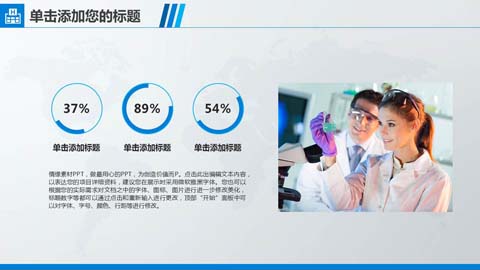 单击添加您的标题
37%
89%
54%
单击添加标题
单击添加标题
单击添加标题
情缘素材PPT，做最用心的PPT，为创造价值而P。点击此出编辑文本内容，
以表达您的项目详细资料，建议您在展示时采用微软雅黑字体。您也可以
根据您的实际需求对文档之中的字体、图标、图片进行进一步修改美化，
标题数字等都可以通过点击和重新输入进行更改，顶部“开始”面板中可
以对字体、字号、颜色、行距等进行修改。